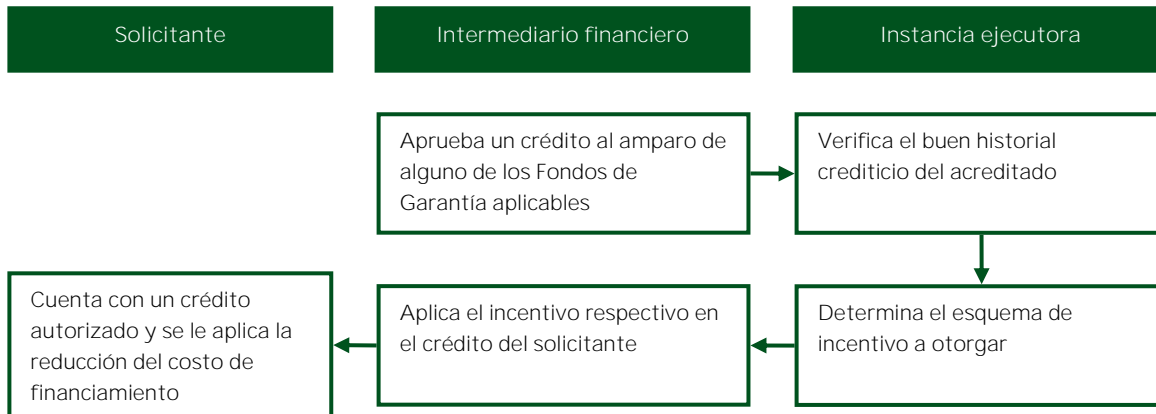 Solicitante
Intermediario financiero
Instancia ejecutora
Aprueba un crédito al amparo de
alguno de los Fondos de
Garantía aplicables
Verifica el buen historial
crediticio del acreditado
Cuenta con un crédito
autorizado y se le aplica la
reducción del costo de
financiamiento
Aplica el incentivo respectivo en
el crédito del solicitante
Determina el esquema de
incentivo a otorgar